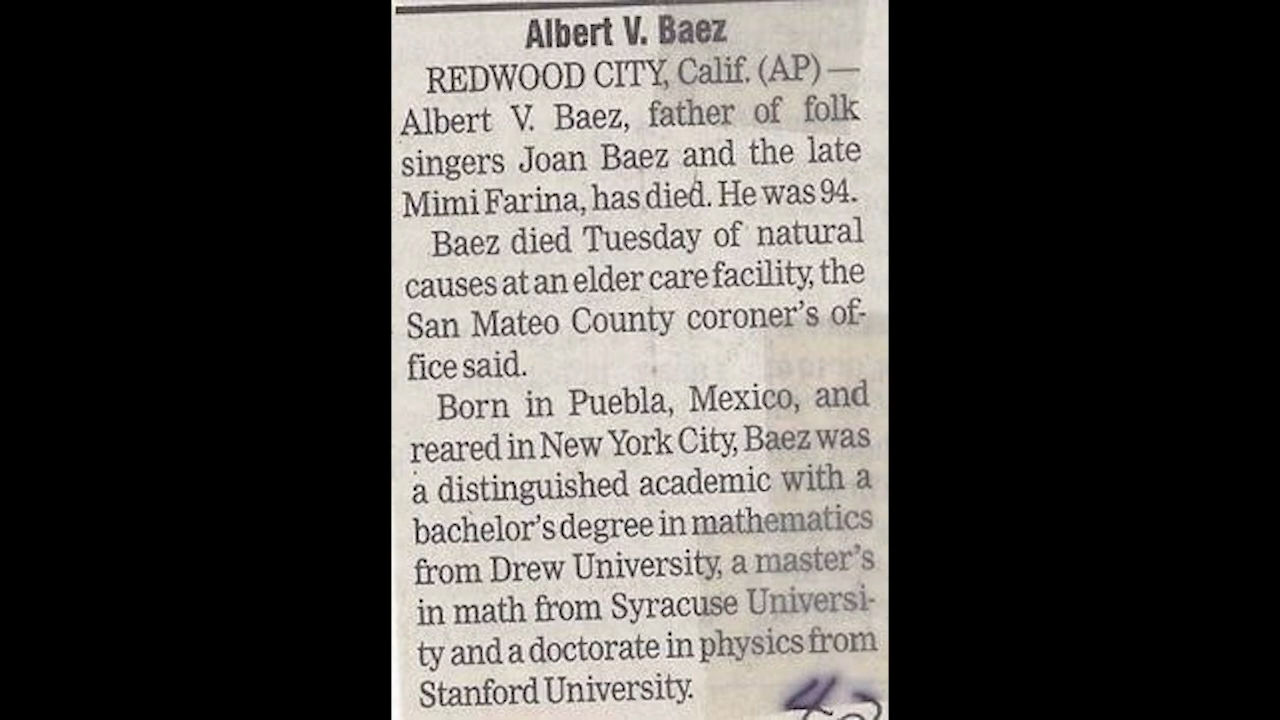 Albert V. Baez
REDWOOD CITY, Calif. (AP) —
Albert V. Baez, father of folk
singers Joan Baez and the late
Mimi Farina, has died. He was 94.
Baez died Tuesday of natural
causes at an elder care facility, the
San Mateo County coroner's of-
fice said.
Born in Puebla, Mexico, and
reared in New York City, Baez was
a distinguished academic with a
bachelor's degree in mathematics
from Drew University, a master's
in math from Syracuse Universi-
ty and a doctorate in physics from
Stanford University.